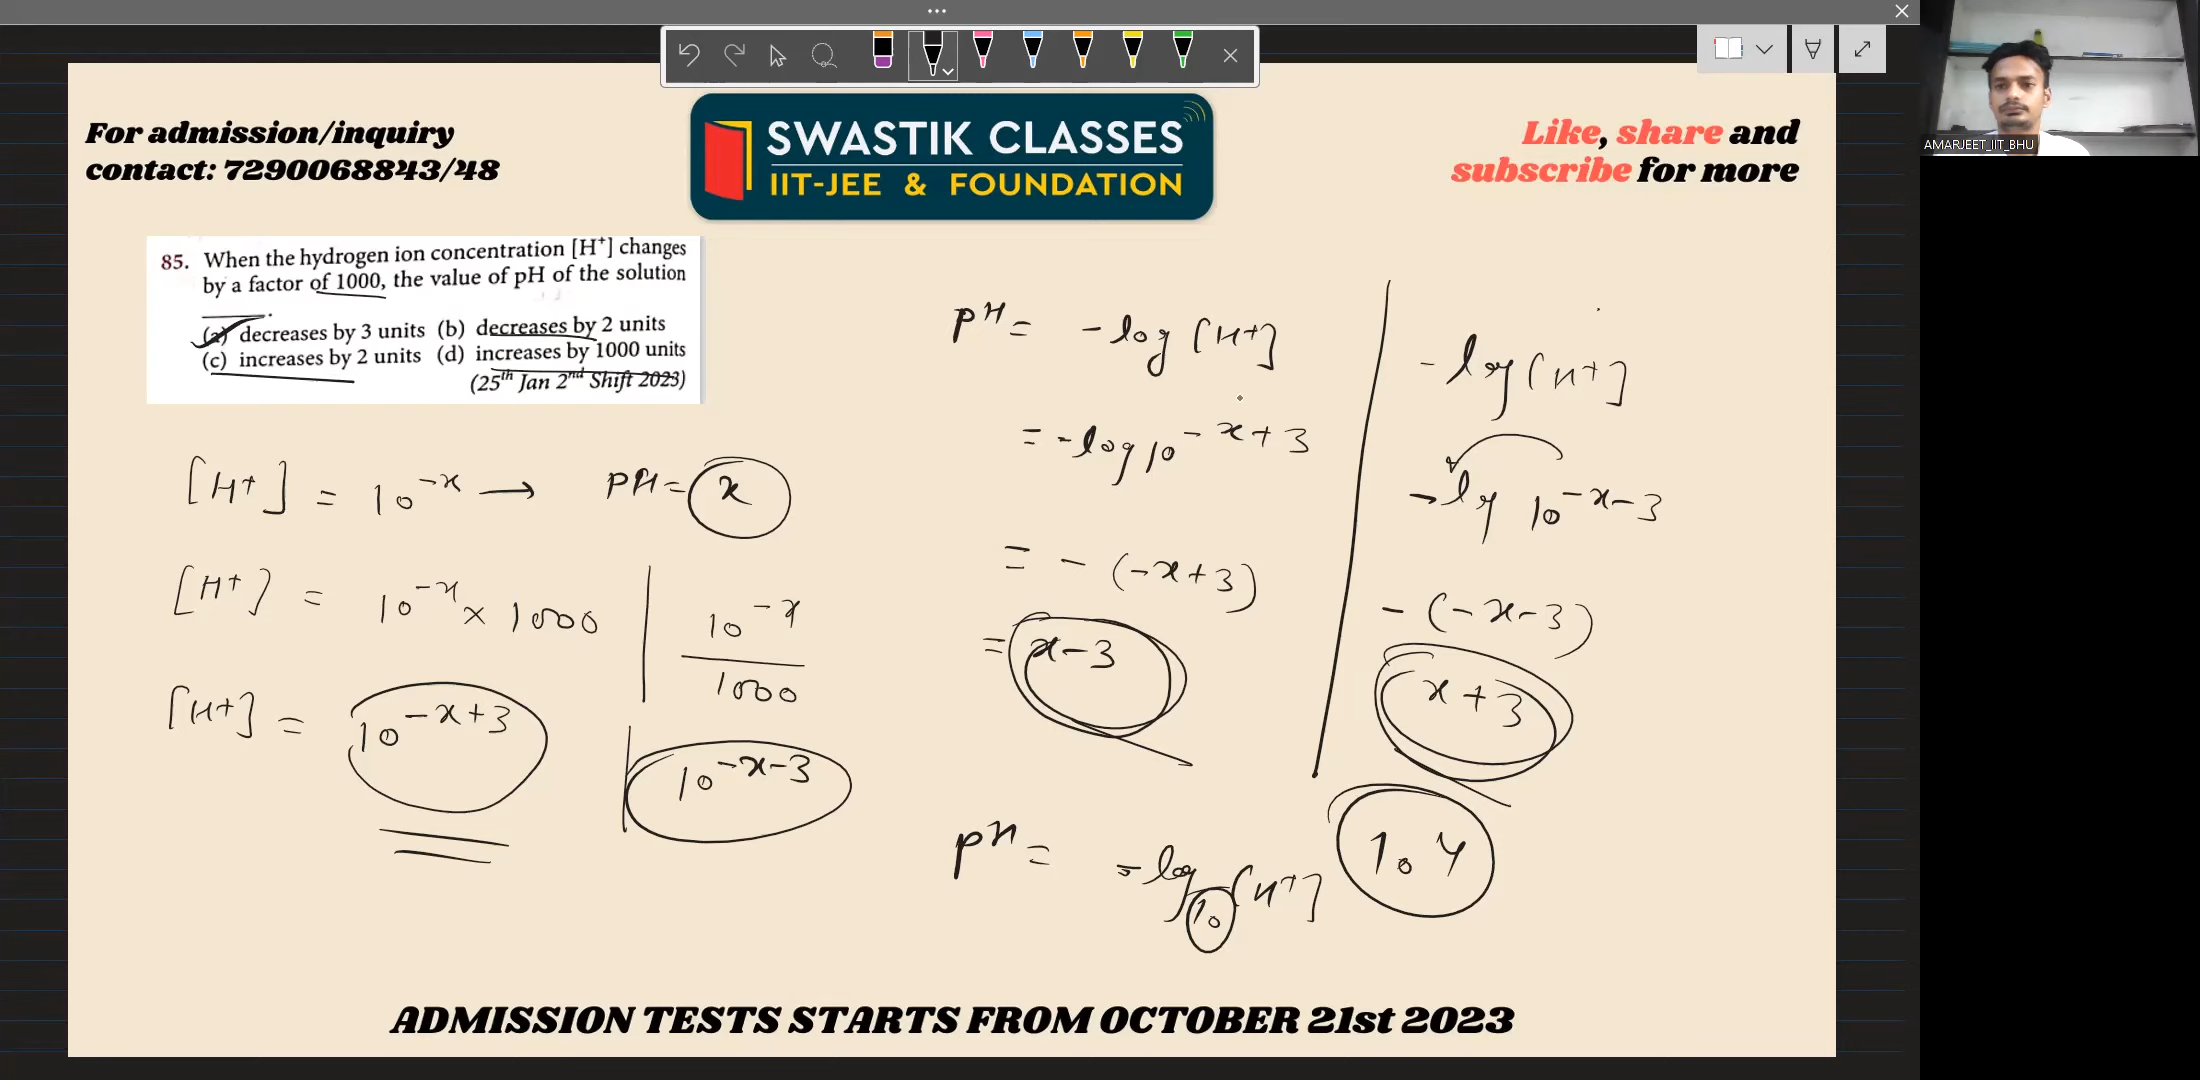 For admission/inquiry
contact: 7290068843/48
SWASTIK CLASSES
IIT-JEE & FOUNDATION
Like, share and
subscribe for more
AMARJEET_IIT_BHU
85. When the hydrogen ion concentration [H⁺] changes
by a factor of 1000, the value of pH of the solution
________.
(a) decreases by 3 units (b) decreases by 2 units
(c) increases by 2 units (d) increases by 1000 units
(25th Jan 2nd Shift 2023)
[H+] = 10^-x → PH = x
[H+] = 10^-x × 1000
10^-x
1000
[H+] = 10^-x+3
10^-x-3
PH = -log [H+]
= -log 10^-x+3
= -(-x+3)
= x-3
-log [H+]
-log 10^-x-3
-(-x-3)
x+3
PH = -log10 [H+]
1.4
ADMISSION TESTS STARTS FROM OCTOBER 21st 2023